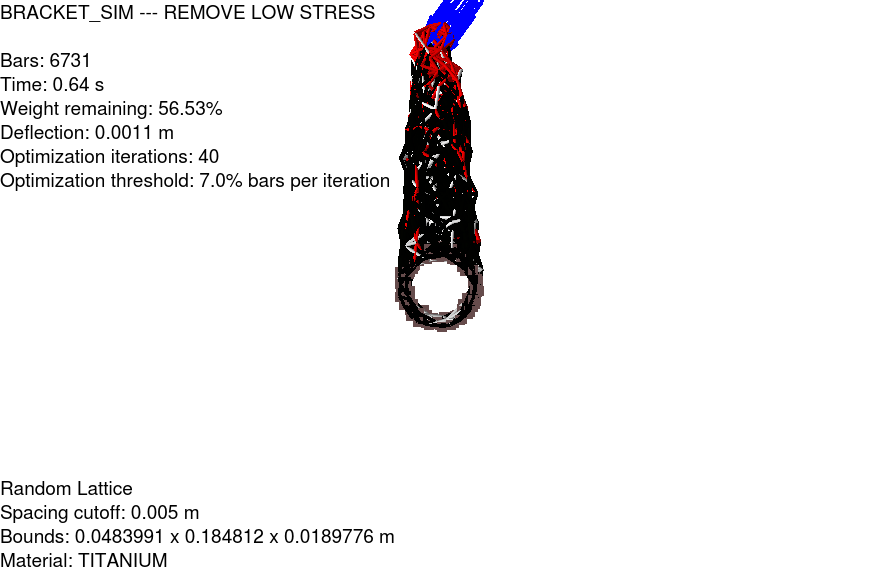 BRACKET_SIM --- REMOVE LOW STRESS
Bars: 6731
Time: 0.64 s
Weight remaining: 56.53%
Deflection: 0.0011 m
Optimization iterations: 40
Optimization threshold: 7.0% bars per iteration
Random Lattice
Spacing cutoff: 0.005 m
Bounds: 0.0483991 x 0.184812 x 0.0189776 m
Material: TITANIUM